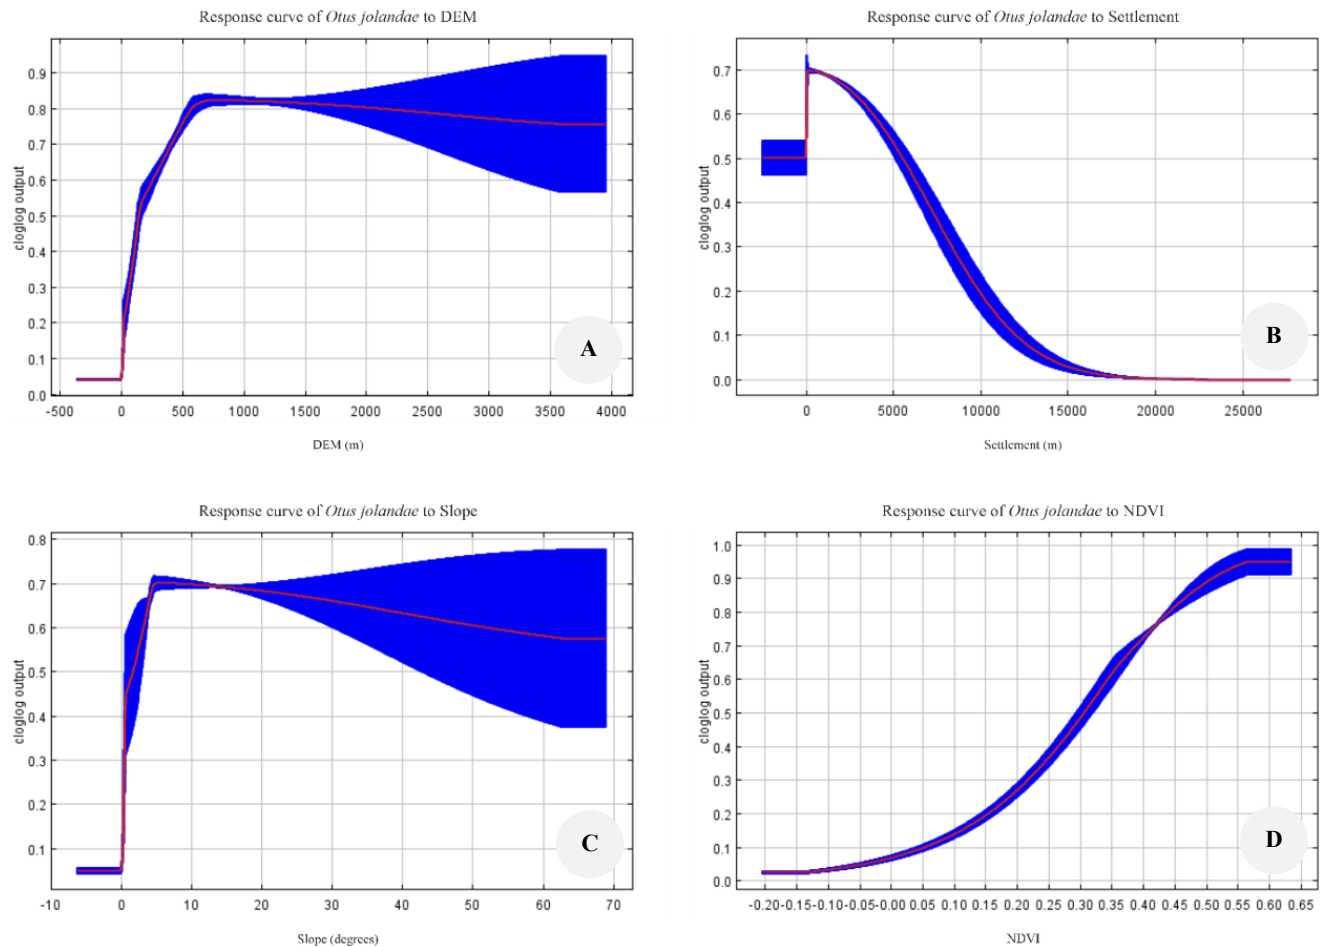 Response curve of Otus jolandae to DEM
cloglog output
0.9
0.8
0.7
0.6
0.5
0.4
0.3
0.2
0.1
0.0
-500 0 500 1000 1500 2000 2500 3000 3500 4000
DEM (m)
A
Response curve of Otus jolandae to Settlement
cloglog output
0.7
0.6
0.5
0.4
0.3
0.2
0.1
0.0
0 5000 10000 15000 20000 25000
Settlement (m)
B
Response curve of Otus jolandae to Slope
cloglog output
0.8
0.7
0.6
0.5
0.4
0.3
0.2
0.1
-10 0 10 20 30 40 50 60 70
Slope (degrees)
C
Response curve of Otus jolandae to NDVI
cloglog output
1.0
0.9
0.8
0.7
0.6
0.5
0.4
0.3
0.2
0.1
0.0
-0.20 -0.15 -0.10 -0.05 -0.00 0.05 0.10 0.15 0.20 0.25 0.30 0.35 0.40 0.45 0.50 0.55 0.60 0.65
NDVI
D